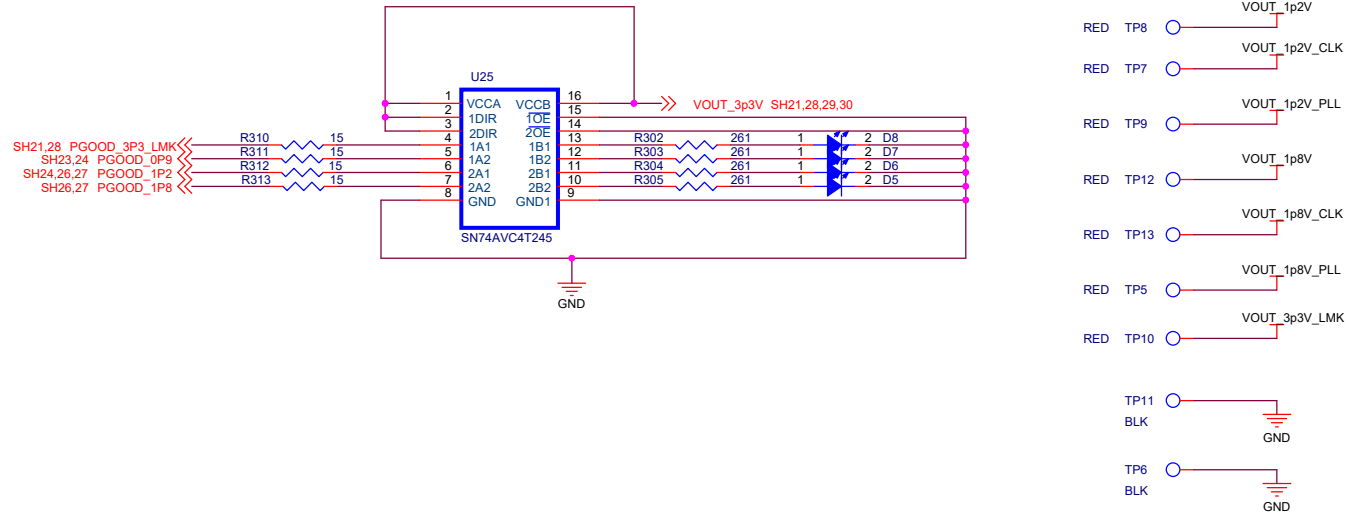 VOUT_1p2V
RED TP8
VOUT_1p2V_CLK
RED TP7
U25
1 VCCA VCCB 16
VOUT_3p3V SH21,28,29,30
2 1DIR 1OE 15
3 2DIR 2OE 14
SH21,28 PGOOD_3P3_LMK R310 15 4 1A1 1B1 13 R302 261 1 2 D8
SH23,24 PGOOD_0P9 R311 15 5 1A2 1B2 12 R303 261 1 2 D7
SH24,26,27 PGOOD_1P2 R312 15 6 2A1 2B1 11 R304 261 1 2 D6
SH26,27 PGOOD_1P8 R313 15 7 2A2 2B2 10 R305 261 1 2 D5
8 GND GND1 9
SN74AVC4T245
GND
VOUT_1p2V_PLL
RED TP9
VOUT_1p8V
RED TP12
VOUT_1p8V_CLK
RED TP13
VOUT_1p8V_PLL
RED TP5
VOUT_3p3V_LMK
RED TP10
TP11
BLK
GND
TP6
BLK
GND